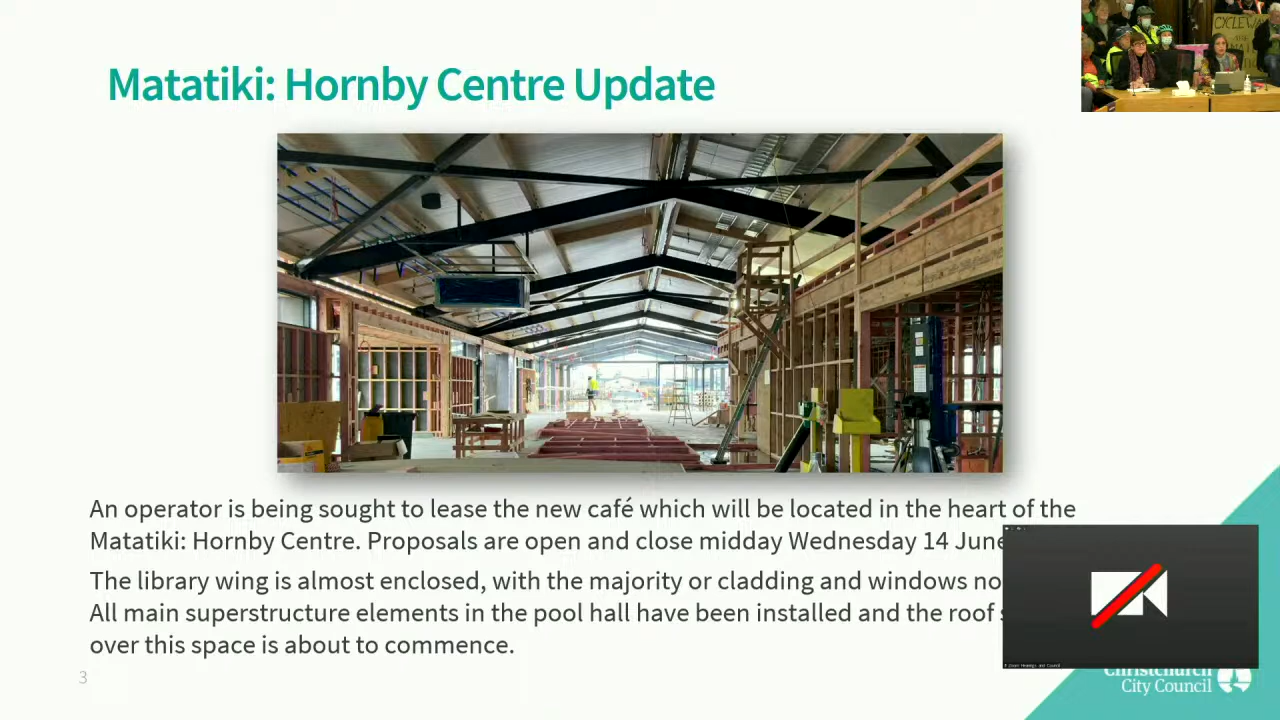 Matatiki: Hornby Centre Update
CYCLEWAY
An operator is being sought to lease the new café which will be located in the heart of the
Matatiki: Hornby Centre. Proposals are open and close midday Wednesday 14 June
The library wing is almost enclosed, with the majority or cladding and windows
All main superstructure elements in the pool hall have been installed and the roof
over this space is about to commence.
3
Christchurch
City Council